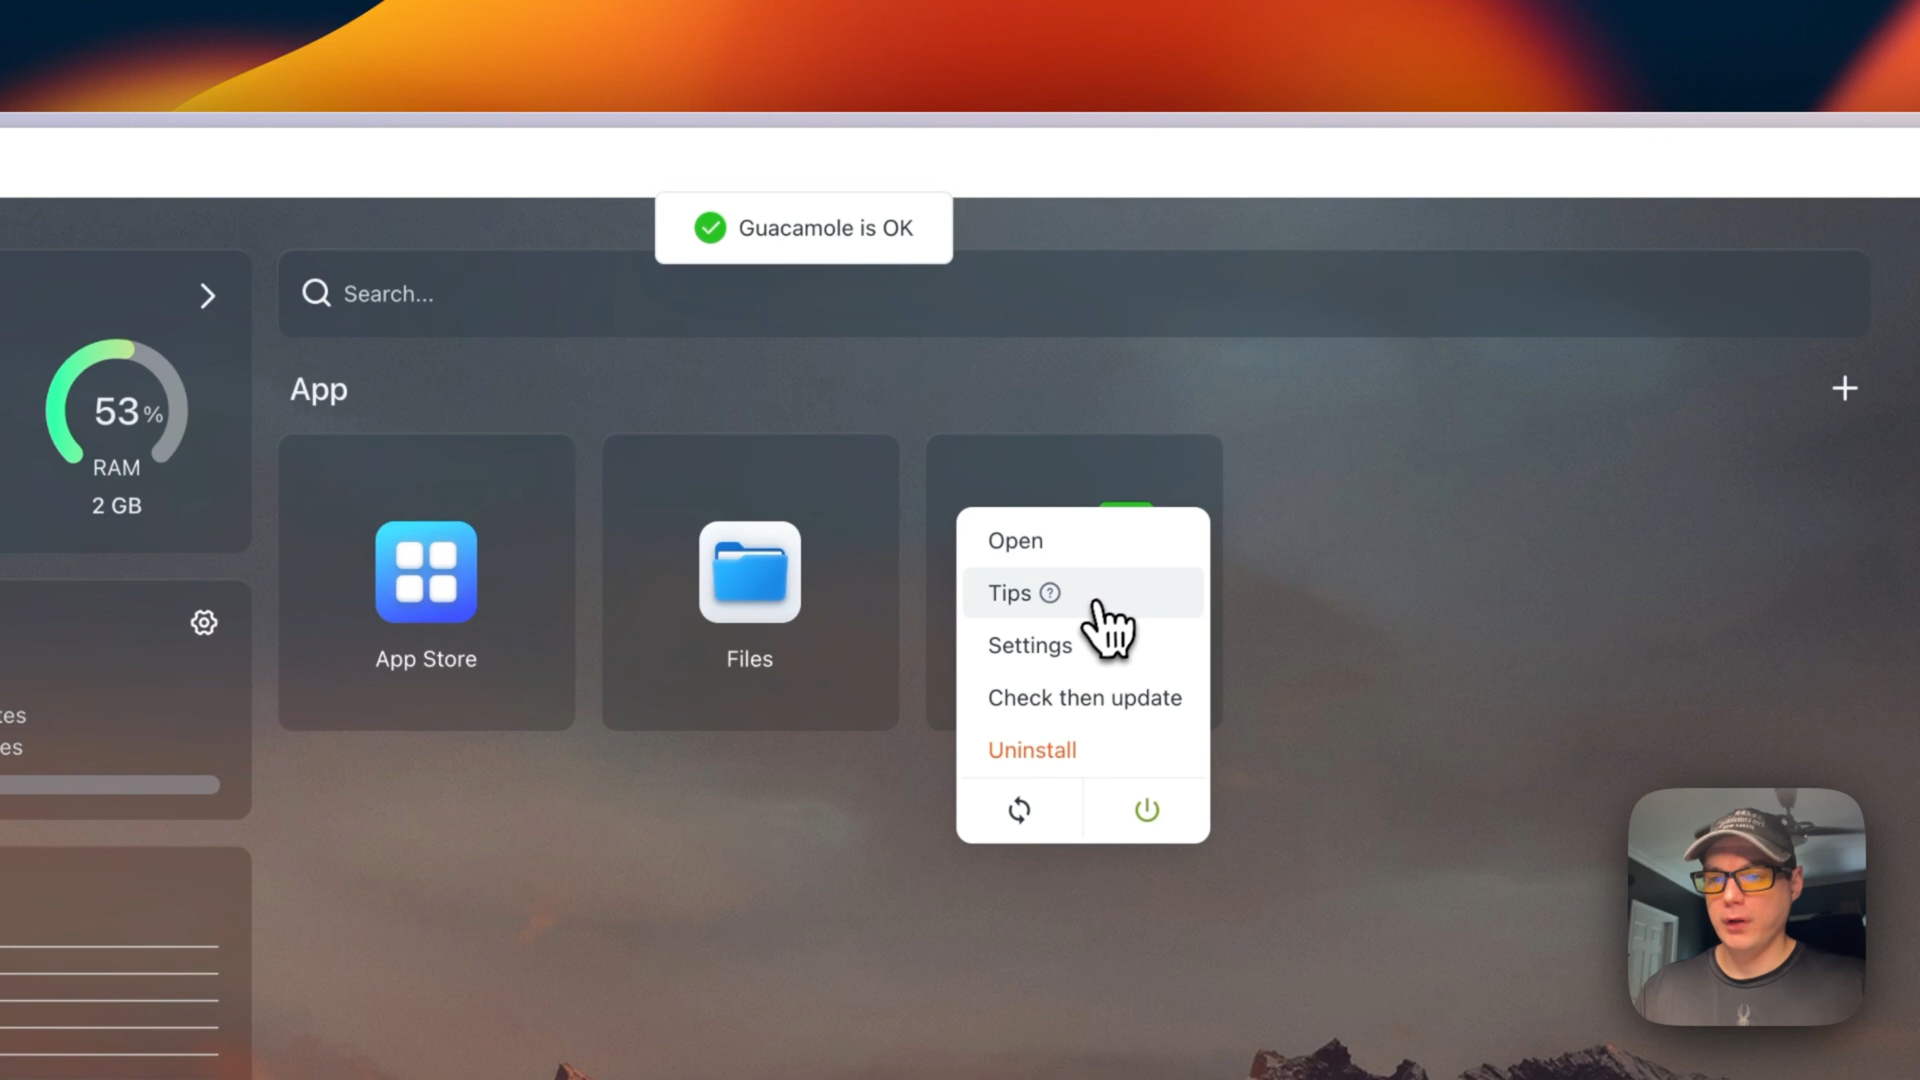 Guacamole is OK
Search...
53%
RAM
2 GB
App
App Store
Files
Open
Tips ?
Settings
Check then update
Uninstall
tes
es